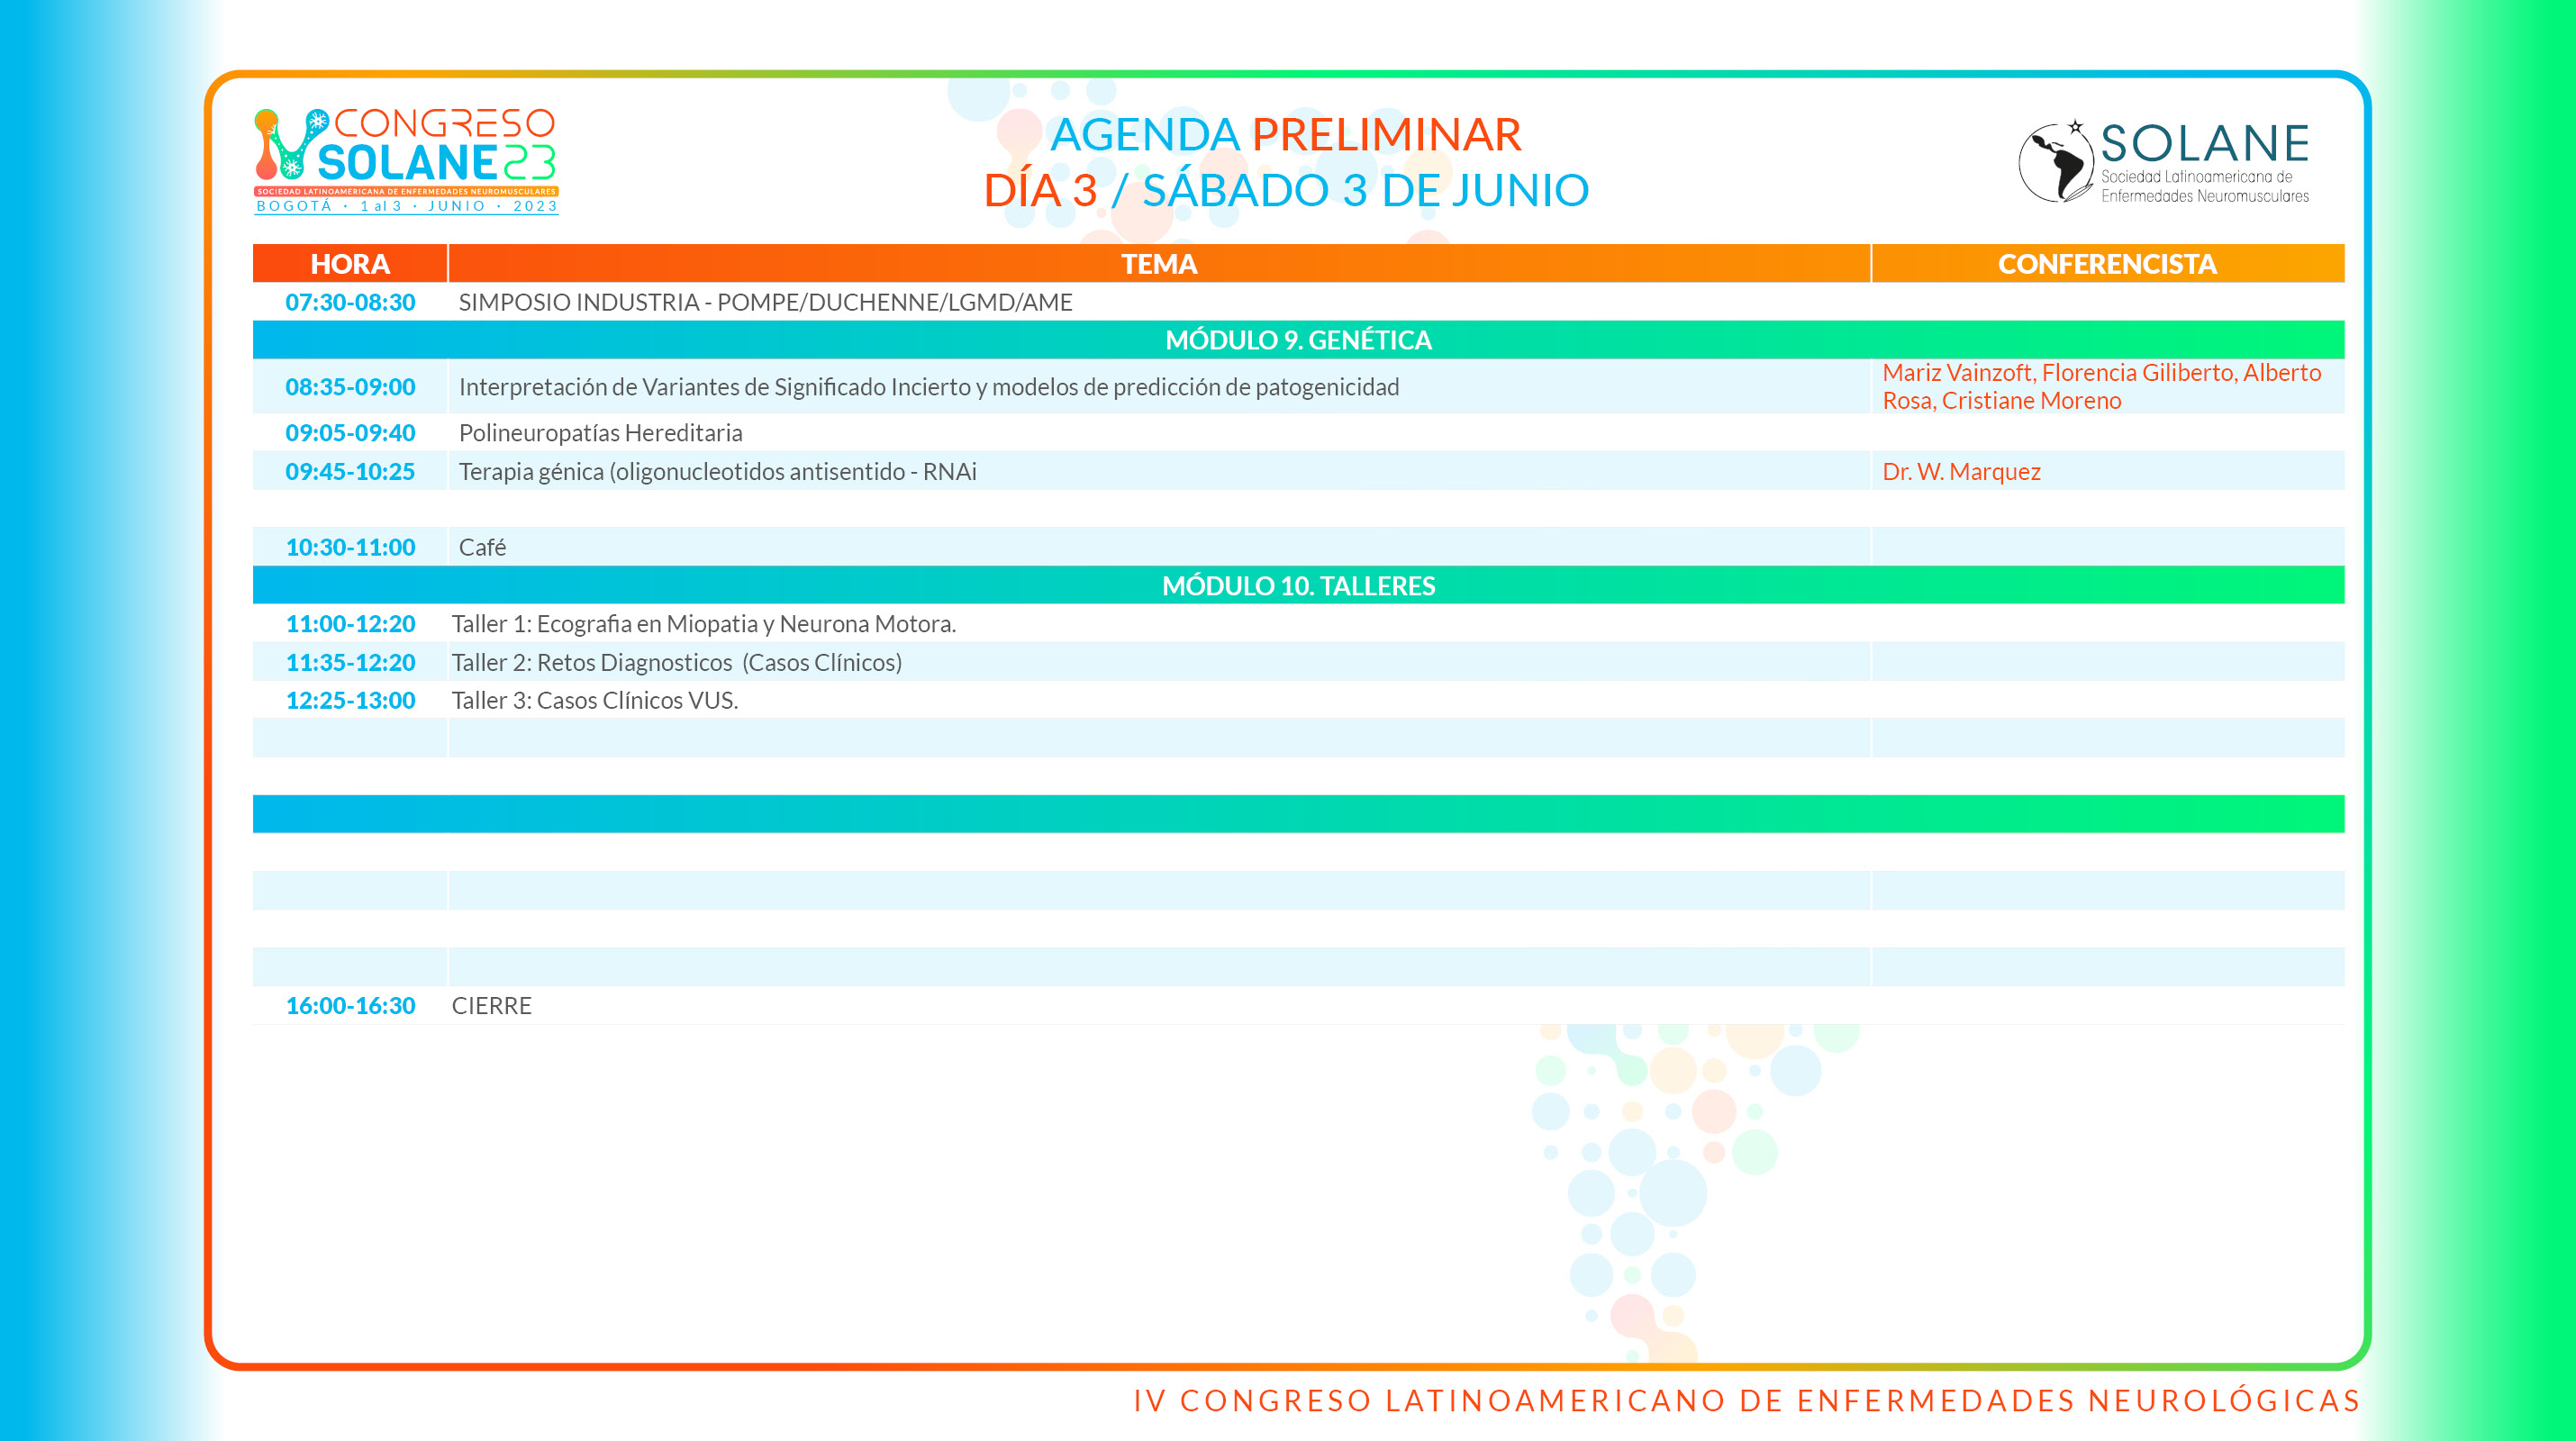 CONGRESO
SOLANE23
SOCIEDAD LATINOAMERICANA DE ENFERMEDADES NEUROMUSCULARES
BOGOTÁ · 1 al 3 · JUNIO · 2023
AGENDA PRELIMINAR
DÍA 3 / SÁBADO 3 DE JUNIO
SOLANE
Sociedad Latinoamericana de
Enfermedades Neuromusculares
HORA TEMA CONFERENCISTA
07:30-08:30 SIMPOSIO INDUSTRIA - POMPE/DUCHENNE/LGMD/AME
MÓDULO 9. GENÉTICA
08:35-09:00 Interpretación de Variantes de Significado Incierto y modelos de predicción de patogenicidad
Mariz Vainzoft, Florencia Giliberto, Alberto
Rosa, Cristiane Moreno
09:05-09:40 Polineuropatías Hereditaria
09:45-10:25 Terapia génica (oligonucleotidos antisentido - RNAi Dr. W. Marquez
10:30-11:00 Café
MÓDULO 10. TALLERES
11:00-12:20 Taller 1: Ecografia en Miopatia y Neurona Motora.
11:35-12:20 Taller 2: Retos Diagnosticos (Casos Clínicos)
12:25-13:00 Taller 3: Casos Clínicos VUS.
16:00-16:30 CIERRE
IV CONGRESO LATINOAMERICANO DE ENFERMEDADES NEUROLÓGICAS